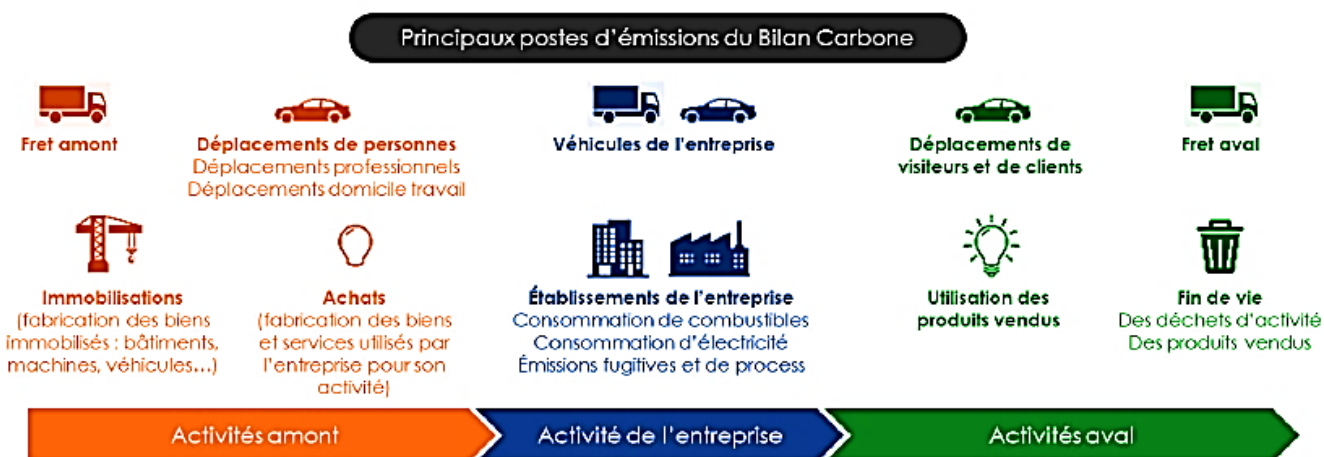 Principaux postes d'émissions du Bilan Carbone
Fret amont
Déplacements de personnes
Déplacements professionnels
Déplacements domicile travail
Véhicules de l'entreprise
Déplacements de
visiteurs et de clients
Fret aval
Immobilisations
(fabrication des biens
immobilisés : bâtiments,
machines, véhicules...)
Achats
(fabrication des biens
et services utilisés par
l'entreprise pour son
activité)
Établissements de l'entreprise
Consommation de combustibles
Consommation d'électricité
Émissions fugitives et de process
Utilisation des
produits vendus
Fin de vie
Des déchets d'activité
Des produits vendus
Activités amont
Activité de l'entreprise
Activités aval